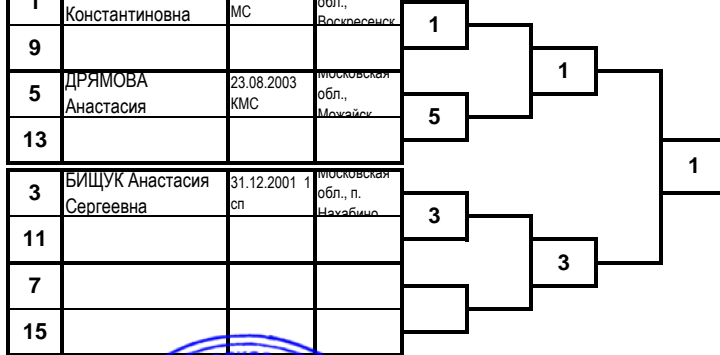 1
Константиновна
МС
обл.,
Воскресенск
1
9
1
5
ДРЯМОВА
Анастасия
23.08.2003
КМС
Московская
обл.,
Можайск
5
13
1
3
БИЩУК Анастасия
Сергеевна
31.12.2001 1
сп
Московская
обл., п.
Нахабино
3
11
3
7
15